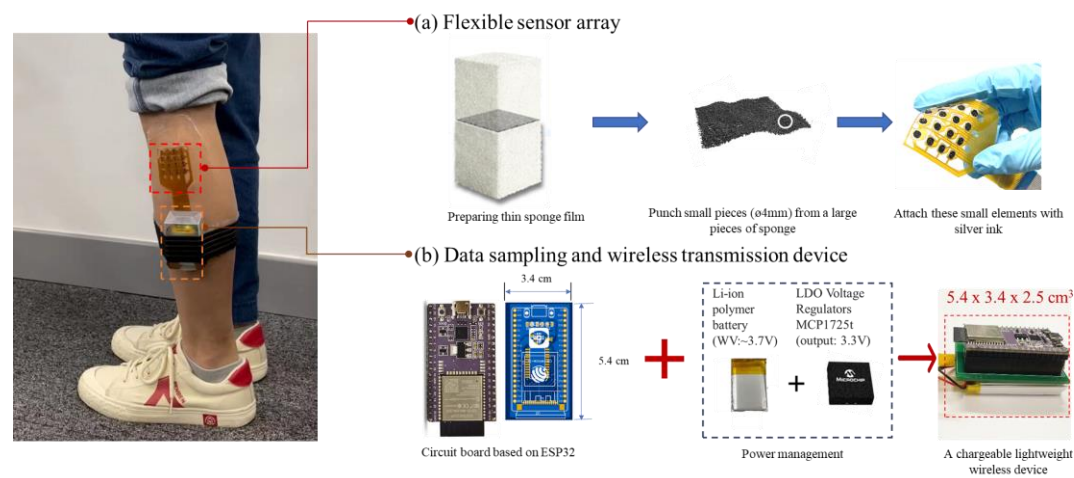 (a) Flexible sensor array
Preparing thin sponge film
Punch small pieces (ø4mm) from a large
pieces of sponge
Attach these small elements with
silver ink
(b) Data sampling and wireless transmission device
3.4 cm
5.4 cm
Circuit board based on ESP32
Li-ion
polymer
battery
(WV:~3.7V)
LDO Voltage
Regulators
MCP1725t
(output: 3.3V)
MICROCHIP
Power management
5.4 x 3.4 x 2.5 cm³
A chargeable lightweight
wireless device